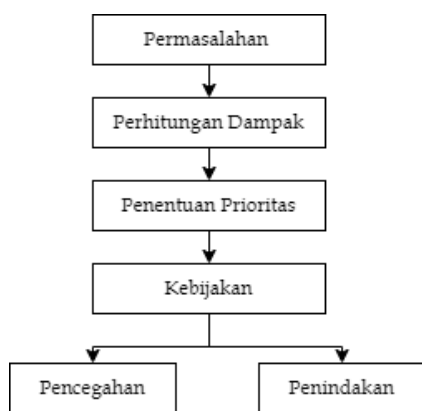 Permasalahan
Perhitungan Dampak
Penentuan Prioritas
Kebijakan
Pencegahan
Penindakan